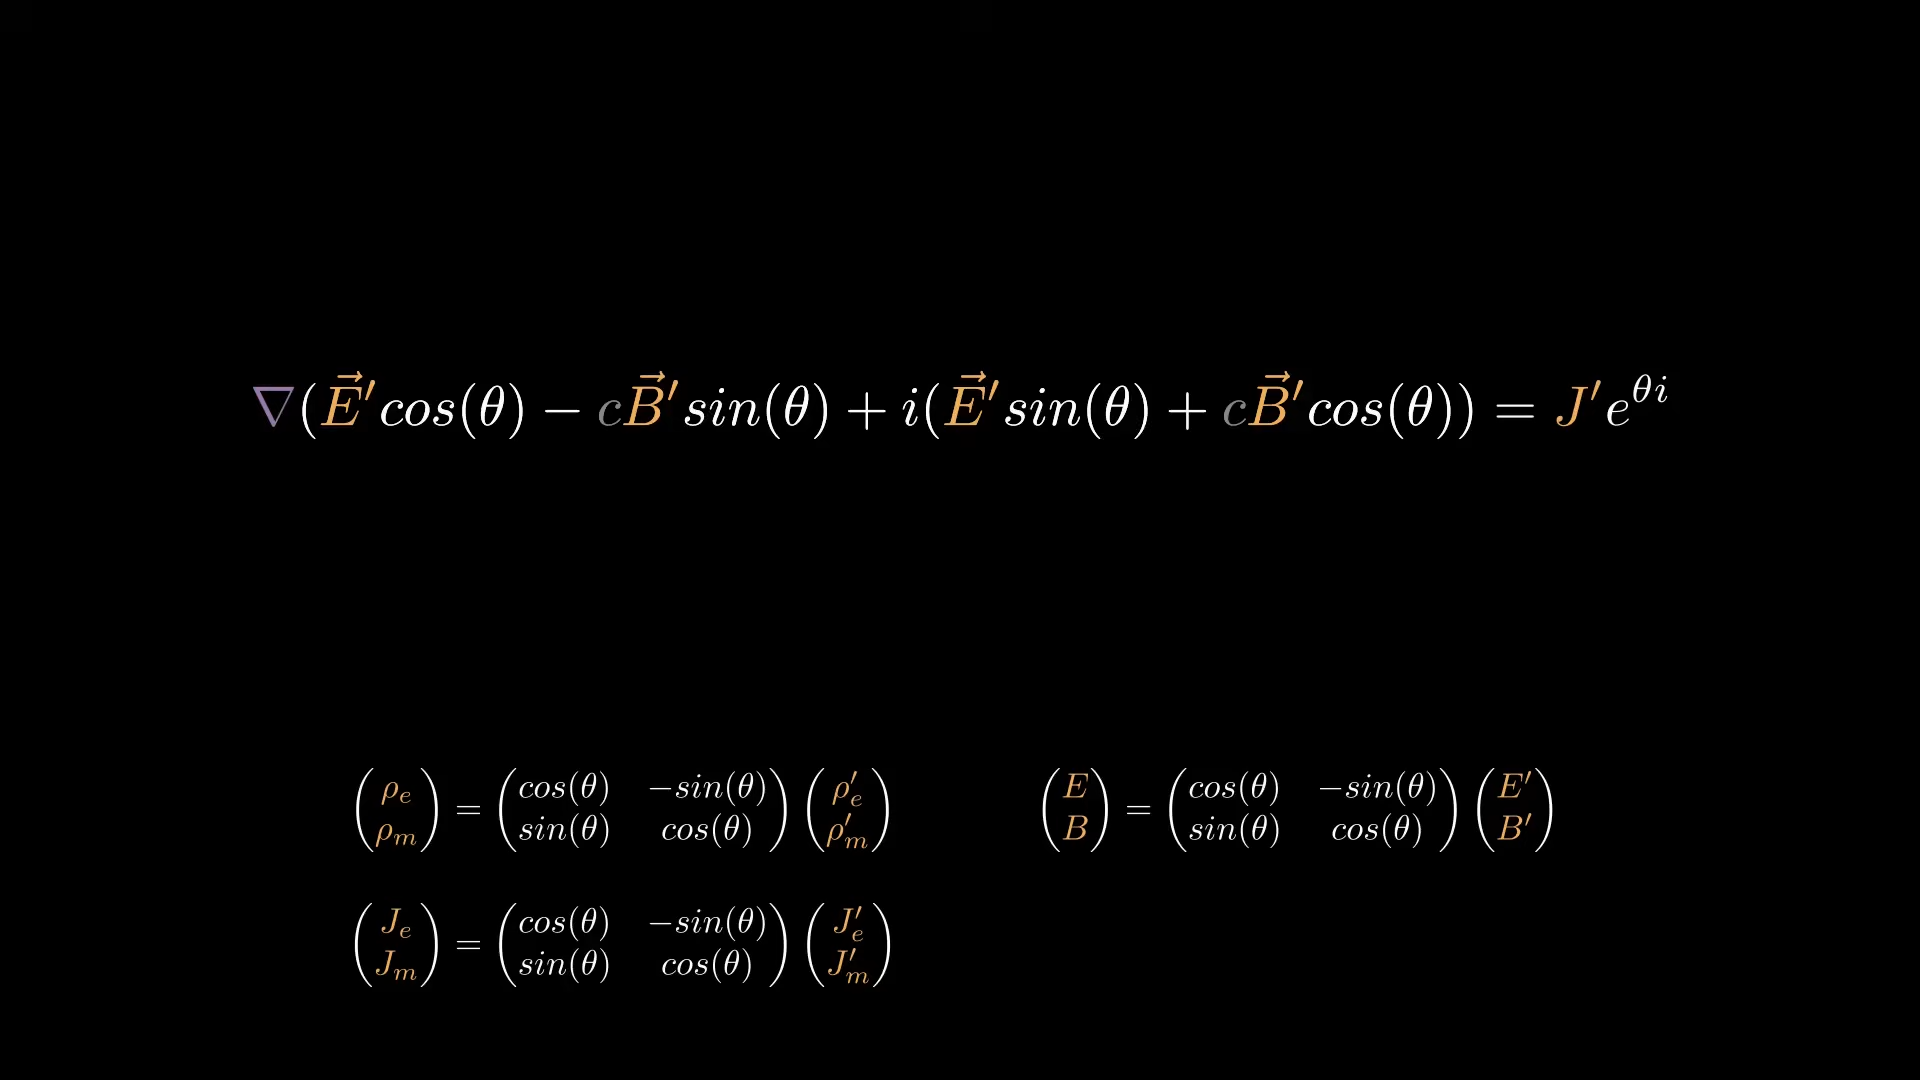 ∇(E⃗′cos(θ) − cB⃗′sin(θ) + i(E⃗′sin(θ) + cB⃗′cos(θ)) = J′e^{θi}
(ρ_e ρ_m) = (cos(θ) −sin(θ) sin(θ) cos(θ)) (ρ′_e ρ′_m)
(E B) = (cos(θ) −sin(θ) sin(θ) cos(θ)) (E′ B′)
(J_e J_m) = (cos(θ) −sin(θ) sin(θ) cos(θ)) (J′_e J′_m)